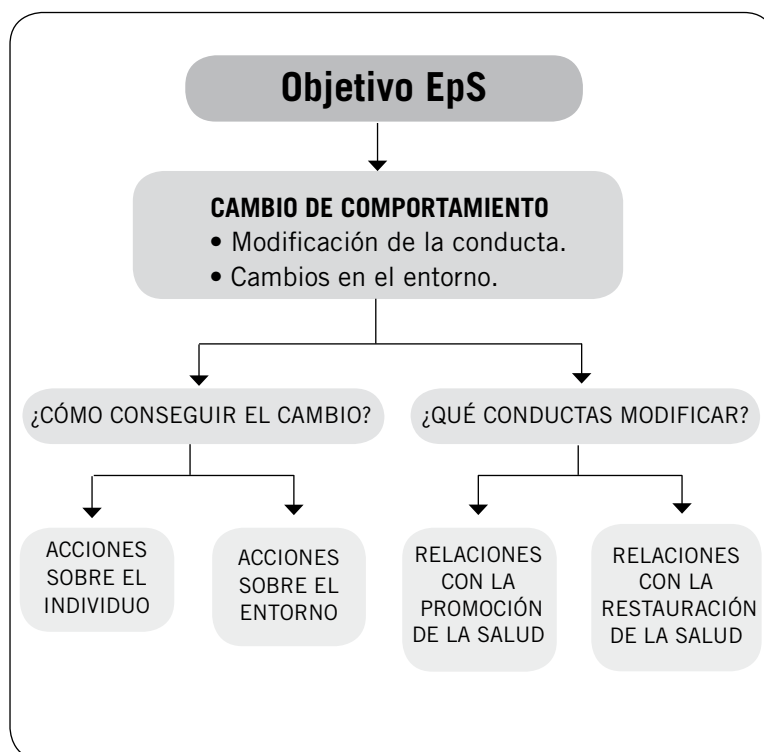 Objetivo EpS
CAMBIO DE COMPORTAMIENTO
• Modificación de la conducta.
• Cambios en el entorno.
¿CÓMO CONSEGUIR EL CAMBIO?
¿QUÉ CONDUCTAS MODIFICAR?
ACCIONES
SOBRE EL
INDIVIDUO
ACCIONES
SOBRE EL
ENTORNO
RELACIONES
CON LA
PROMOCIÓN
DE LA SALUD
RELACIONES
CON LA
RESTAURACIÓN
DE LA SALUD